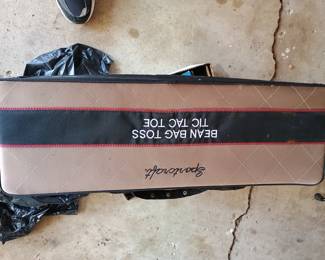 BEAN BAG TOSS
TIC TAC TOE
Sportcraft